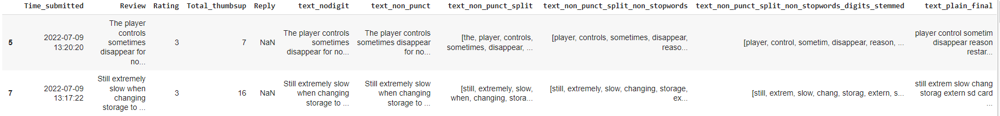 Time_submitted Review Rating Total_thumbsup Reply text_nodigit text_non_punct text_non_punct_split text_non_punct_split_non_stopwords text_non_punct_split_non_stopwords_digits_stemmed text_plain_final
5
2022-07-09
13:20:20
The player
controls
sometimes
disappear for
no...
3
7
NaN
The player controls
sometimes
disappear for no...
The player controls
sometimes disappear
for no...
[the, player, controls,
sometimes, disappear, ...
[player, controls, sometimes, disappear,
reaso...
[player, control, sometim, disappear, reason, ...
player control sometim
disappear reason
restar...
7
2022-07-09
13:17:22
Still extremely
slow when
changing
storage to ...
3
16
NaN
Still extremely slow
when changing
storage to ...
Still extremely slow
when changing
storage to ...
[still, extremely, slow,
when, changing, stora...
[still, extremely, slow, changing, storage,
ex...
[still, extrem, slow, chang, storag, extern, s...
still extrem slow chang
storag extern sd card
...